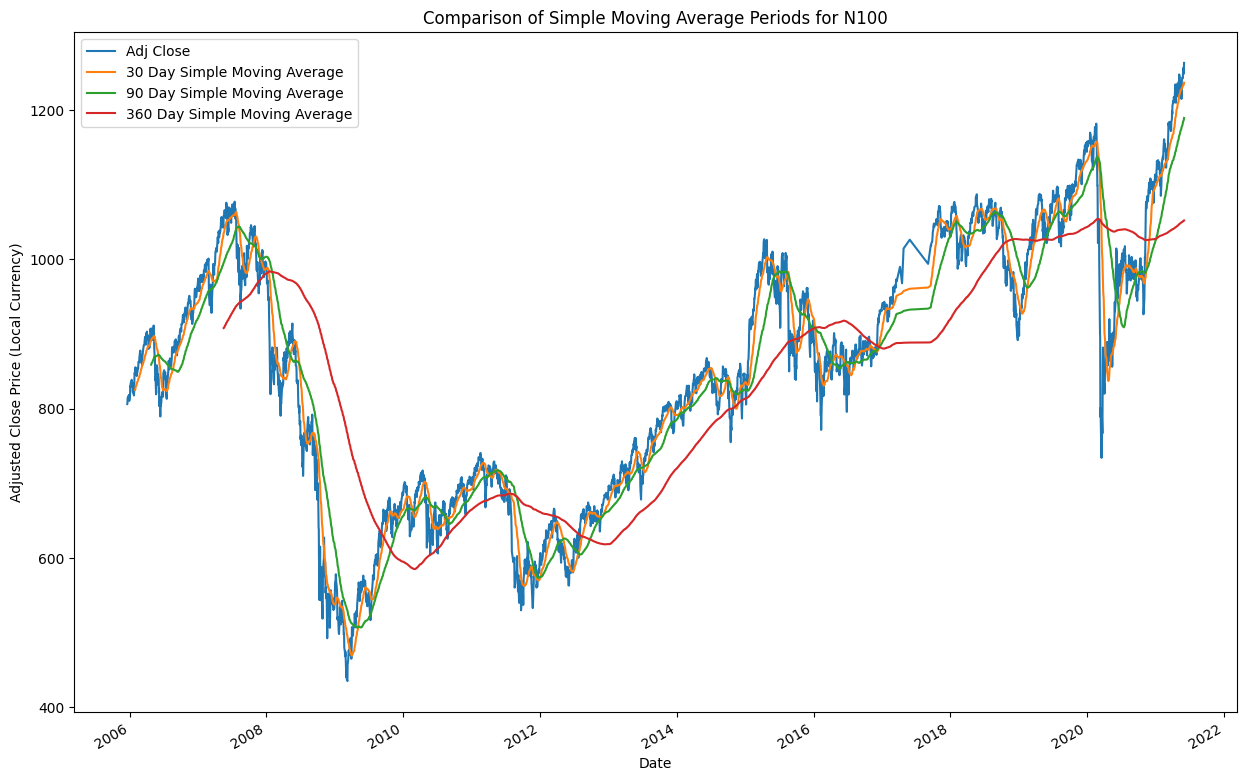 Comparison of Simple Moving Average Periods for N100
Adj Close
30 Day Simple Moving Average
90 Day Simple Moving Average
360 Day Simple Moving Average
Adjusted Close Price (Local Currency)
1200
1000
800
600
400
2006
2008
2010
2012
2014
2016
2018
2020
2022
Date